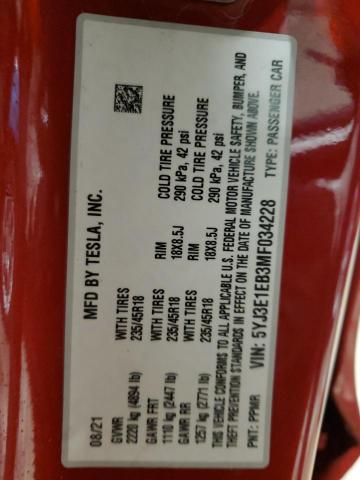 MFD BY TESLA, INC.
08/21
GVWR WITH TIRES RIM COLD TIRE PRESSURE
2220 kg (4894 lb) 235/45R18 18X8.5J 290 kPa, 42 psi
GAWR FRT
1110 kg (2447 lb)
GAWR RR WITH TIRES RIM COLD TIRE PRESSURE
1257 kg (2771 lb) 235/45R18 18X8.5J 290 kPa, 42 psi
THIS VEHICLE CONFORMS TO ALL APPLICABLE U.S. FEDERAL MOTOR VEHICLE SAFETY, BUMPER, AND
THEFT PREVENTION STANDARDS IN EFFECT ON THE DATE OF MANUFACTURE SHOWN ABOVE.
VIN: 5YJ3E1EB3MF034228 TYPE: PASSENGER CAR
PNT: PPMR